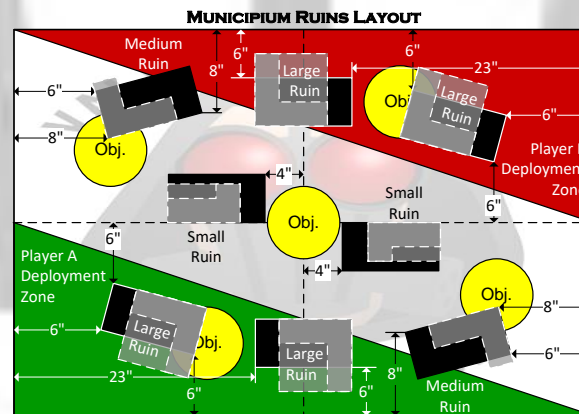 MUNICIPIUM RUINS LAYOUT
Medium
Ruin
6"
8"
6"
8"
Obj.
6"
Large
Ruin
6"
23"
Obj.
Large
Ruin
6"
Player
Deployment
Zone
6"
4"
Small
Ruin
Obj.
Small
Ruin
4"
Player A
Deployment
Zone
6"
6"
Large
Ruin
Obj.
23"
6"
Large
Ruin
6"
8"
Medium
Ruin
Obj.
8"
6"